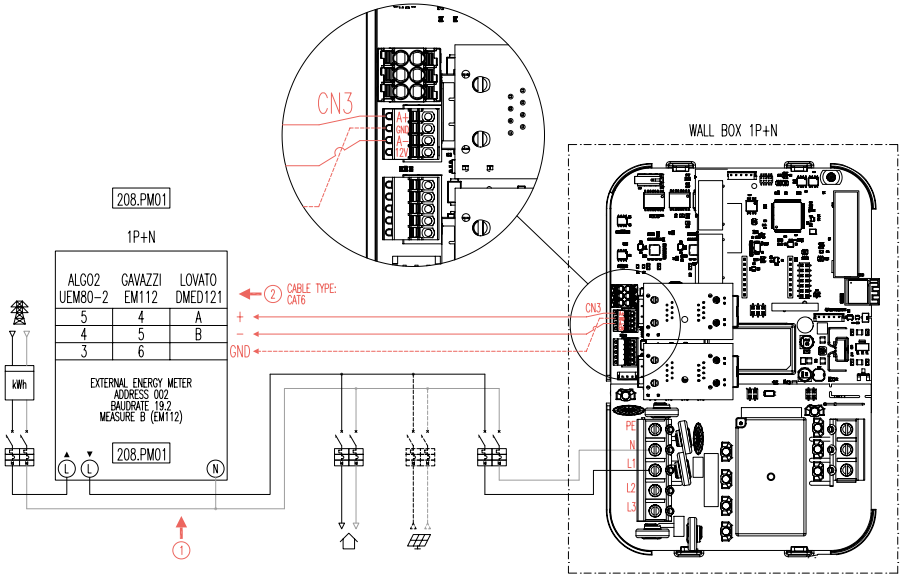 CN3
A+
GND
A-
12V
WALL BOX 1P+N
208.PM01
1P+N
ALGO2 GAVAZZI LOVATO
UEM80-2 EM112 DMED121
5 4 A +
4 5 B -
3 6 GND
2 CABLE TYPE:
CAT6
CN3
kWh
EXTERNAL ENERGY METER
ADDRESS 002
BAUDRATE 19.2
MEASURE B (EM112)
208.PM01
L L N
1
PE
N
L1
L2
L3